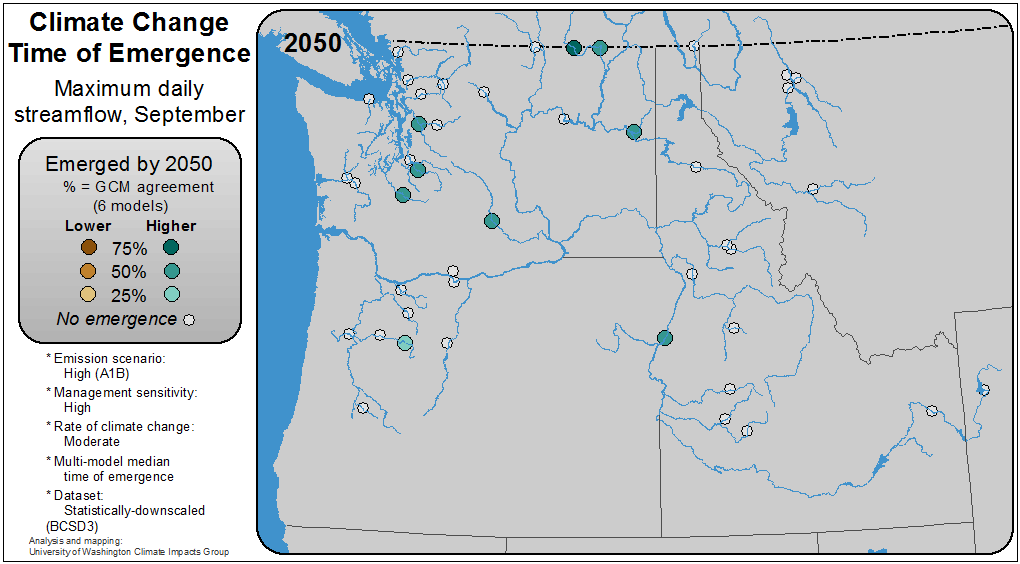 Climate Change
Time of Emergence
Maximum daily
streamflow, September
Emerged by 2050
% = GCM agreement
(6 models)
Lower Higher
75%
50%
25%
No emergence
* Emission scenario:
High (A1B)
* Management sensitivity:
High
* Rate of climate change:
Moderate
* Multi-model median
time of emergence
* Dataset:
Statistically-downscaled
(BCSD3)
Analysis and mapping:
University of Washington Climate Impacts Group
2050